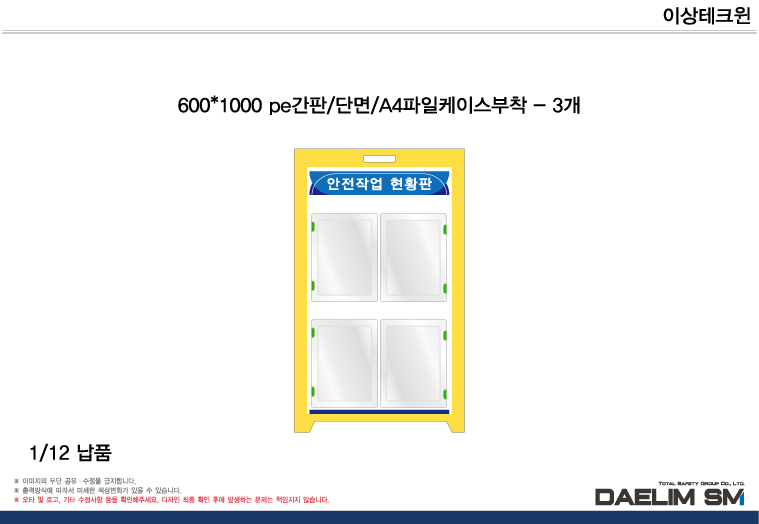 이상테크윈
600*1000 pe간판/단면/A4파일케이스부착 - 3개
안전작업 현황판
1/12 납품
※ 이미지의 무단 공유·수정을 금지합니다.
※ 출력방식에 따라서 미세한 색상변화가 있을 수 있습니다.
※ 오타 및 로고, 기타 수정사항 등을 확인해주세요. 디자인 최종 확인 후에 발생하는 문제는 책임지지 않습니다.
TOTAL SAFETY GROUP CO., LTD.
DAELIM SM